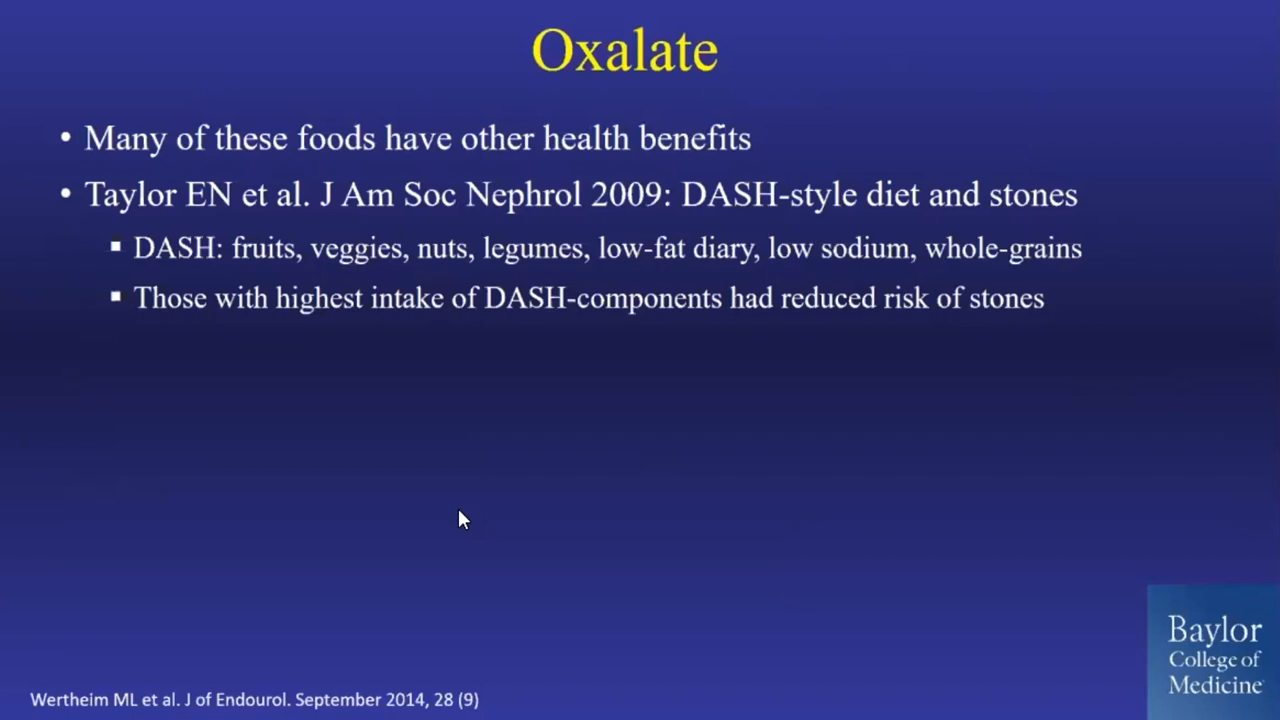 Oxalate
• Many of these foods have other health benefits
• Taylor EN et al. J Am Soc Nephrol 2009: DASH-style diet and stones
▪ DASH: fruits, veggies, nuts, legumes, low-fat diary, low sodium, whole-grains
▪ Those with highest intake of DASH-components had reduced risk of stones
Wertheim ML et al. J of Endourol. September 2014, 28 (9)
Baylor
College of
Medicine